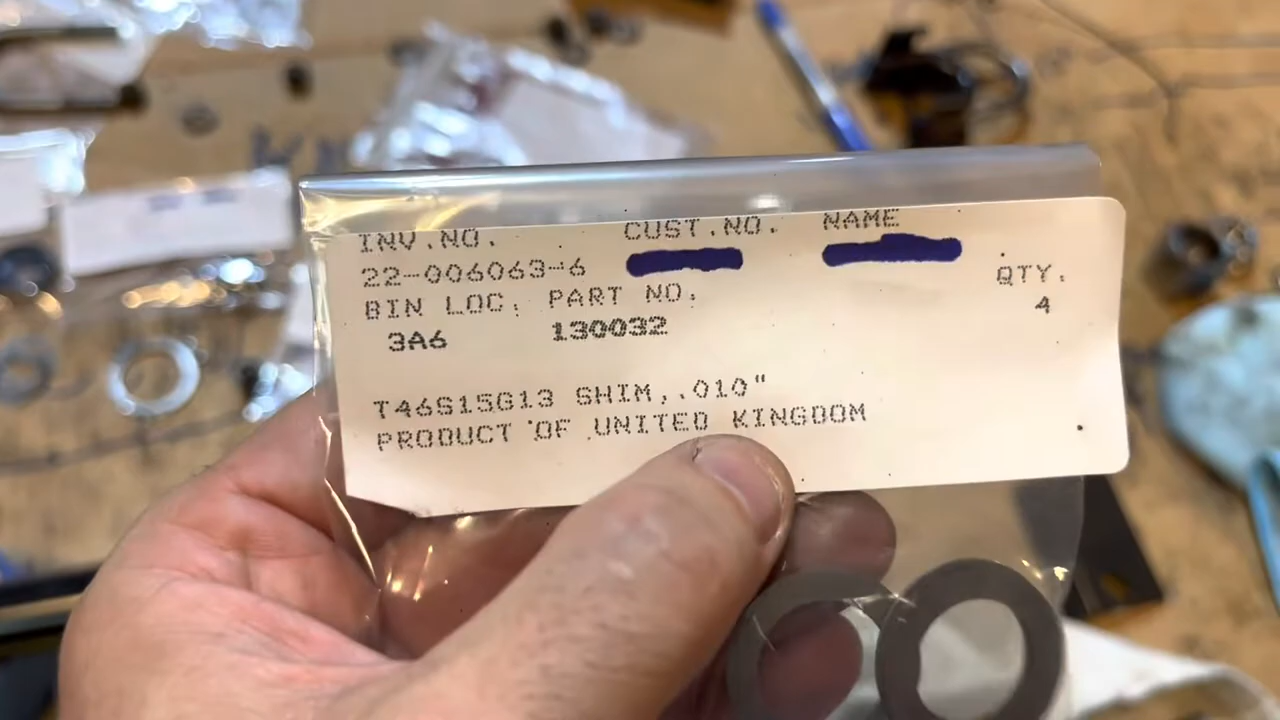 INV.NO. CUST.NO. NAME
22-006063-6
QTY.
BIN LOC. PART NO.
4
3A6 130032
T46S15G13 SHIM,.010"
PRODUCT OF UNITED KINGDOM